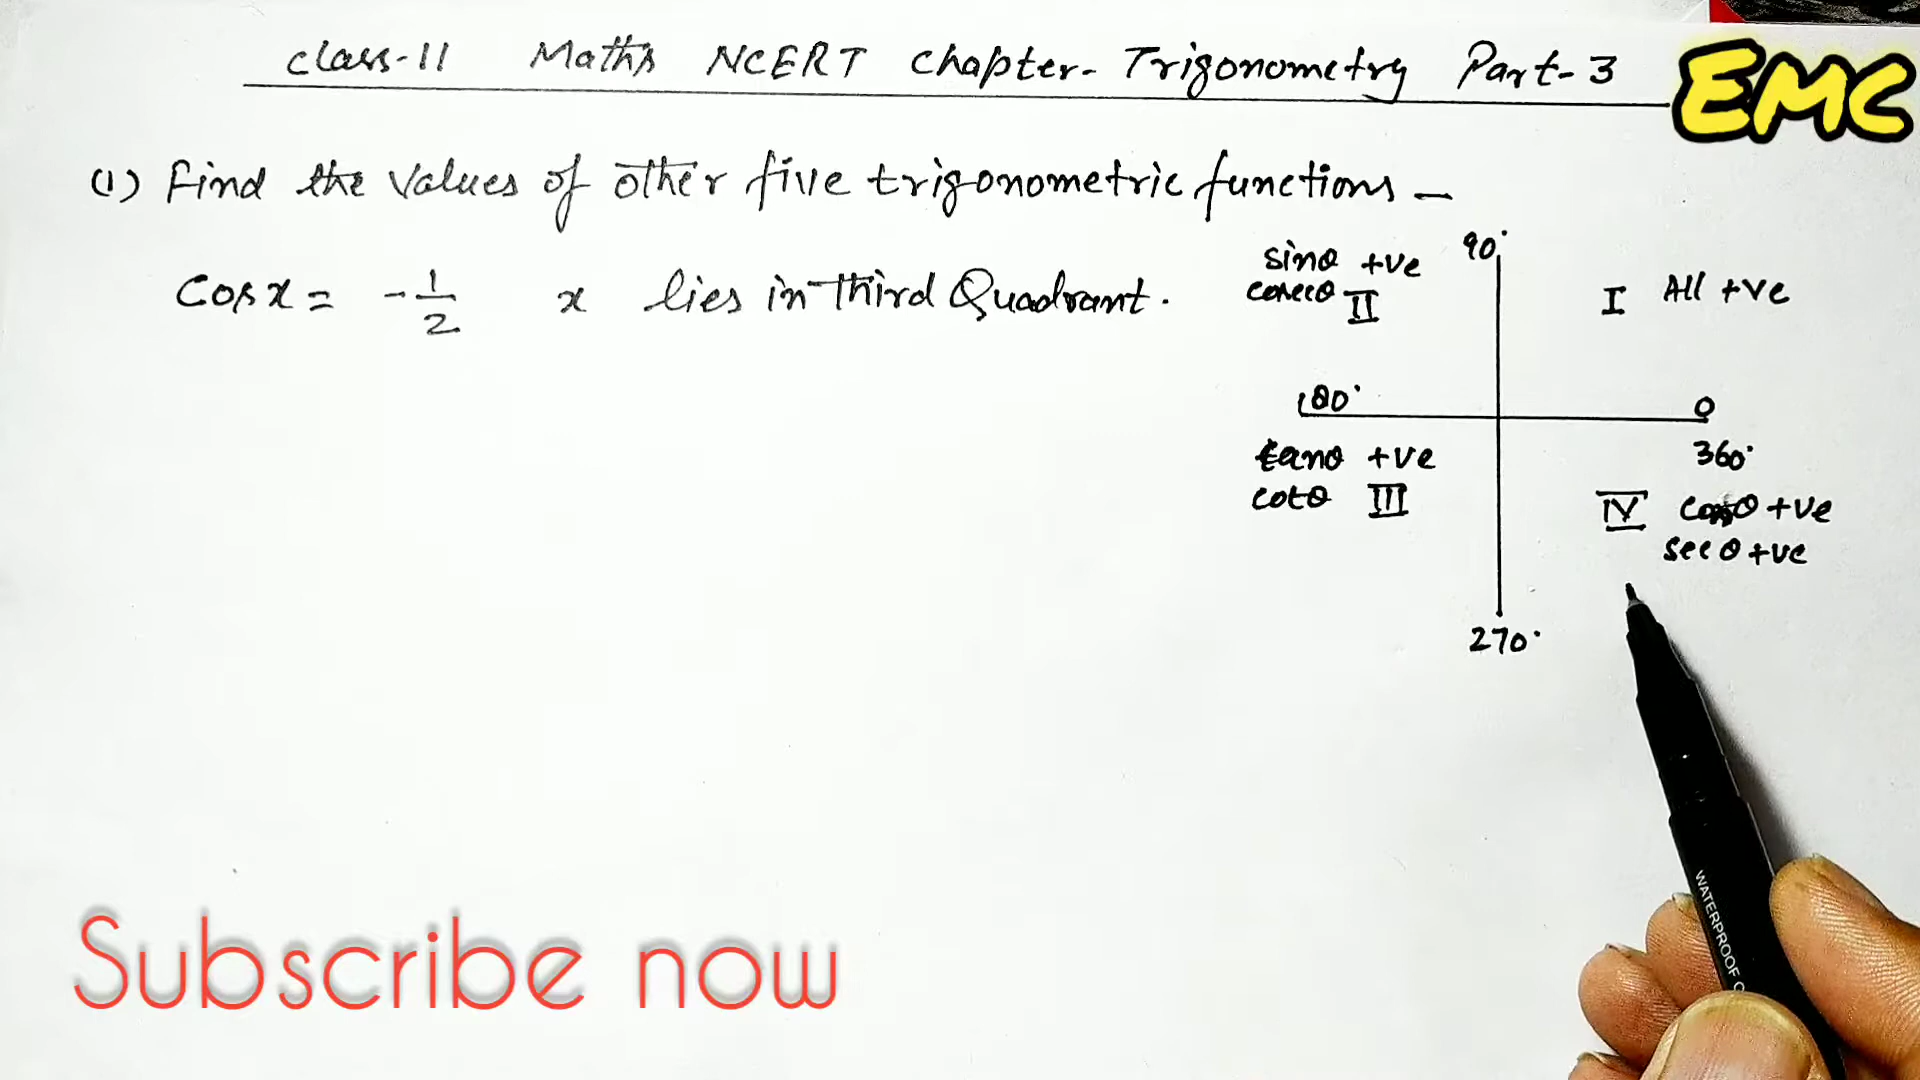 class-11 Maths NCERT Chapter- Trigonometry Part-3
EMC
(1) Find the Values of other five trigonometric functions –
Cos x = -1/2 x lies in third Quadrant.
90°
sinθ +ve
cosecθ II
I All +ve
180°
0
360°
tanθ +ve
cotθ III
IV cosθ +ve
secθ +ve
270°
WATERPROOF
Subscribe now